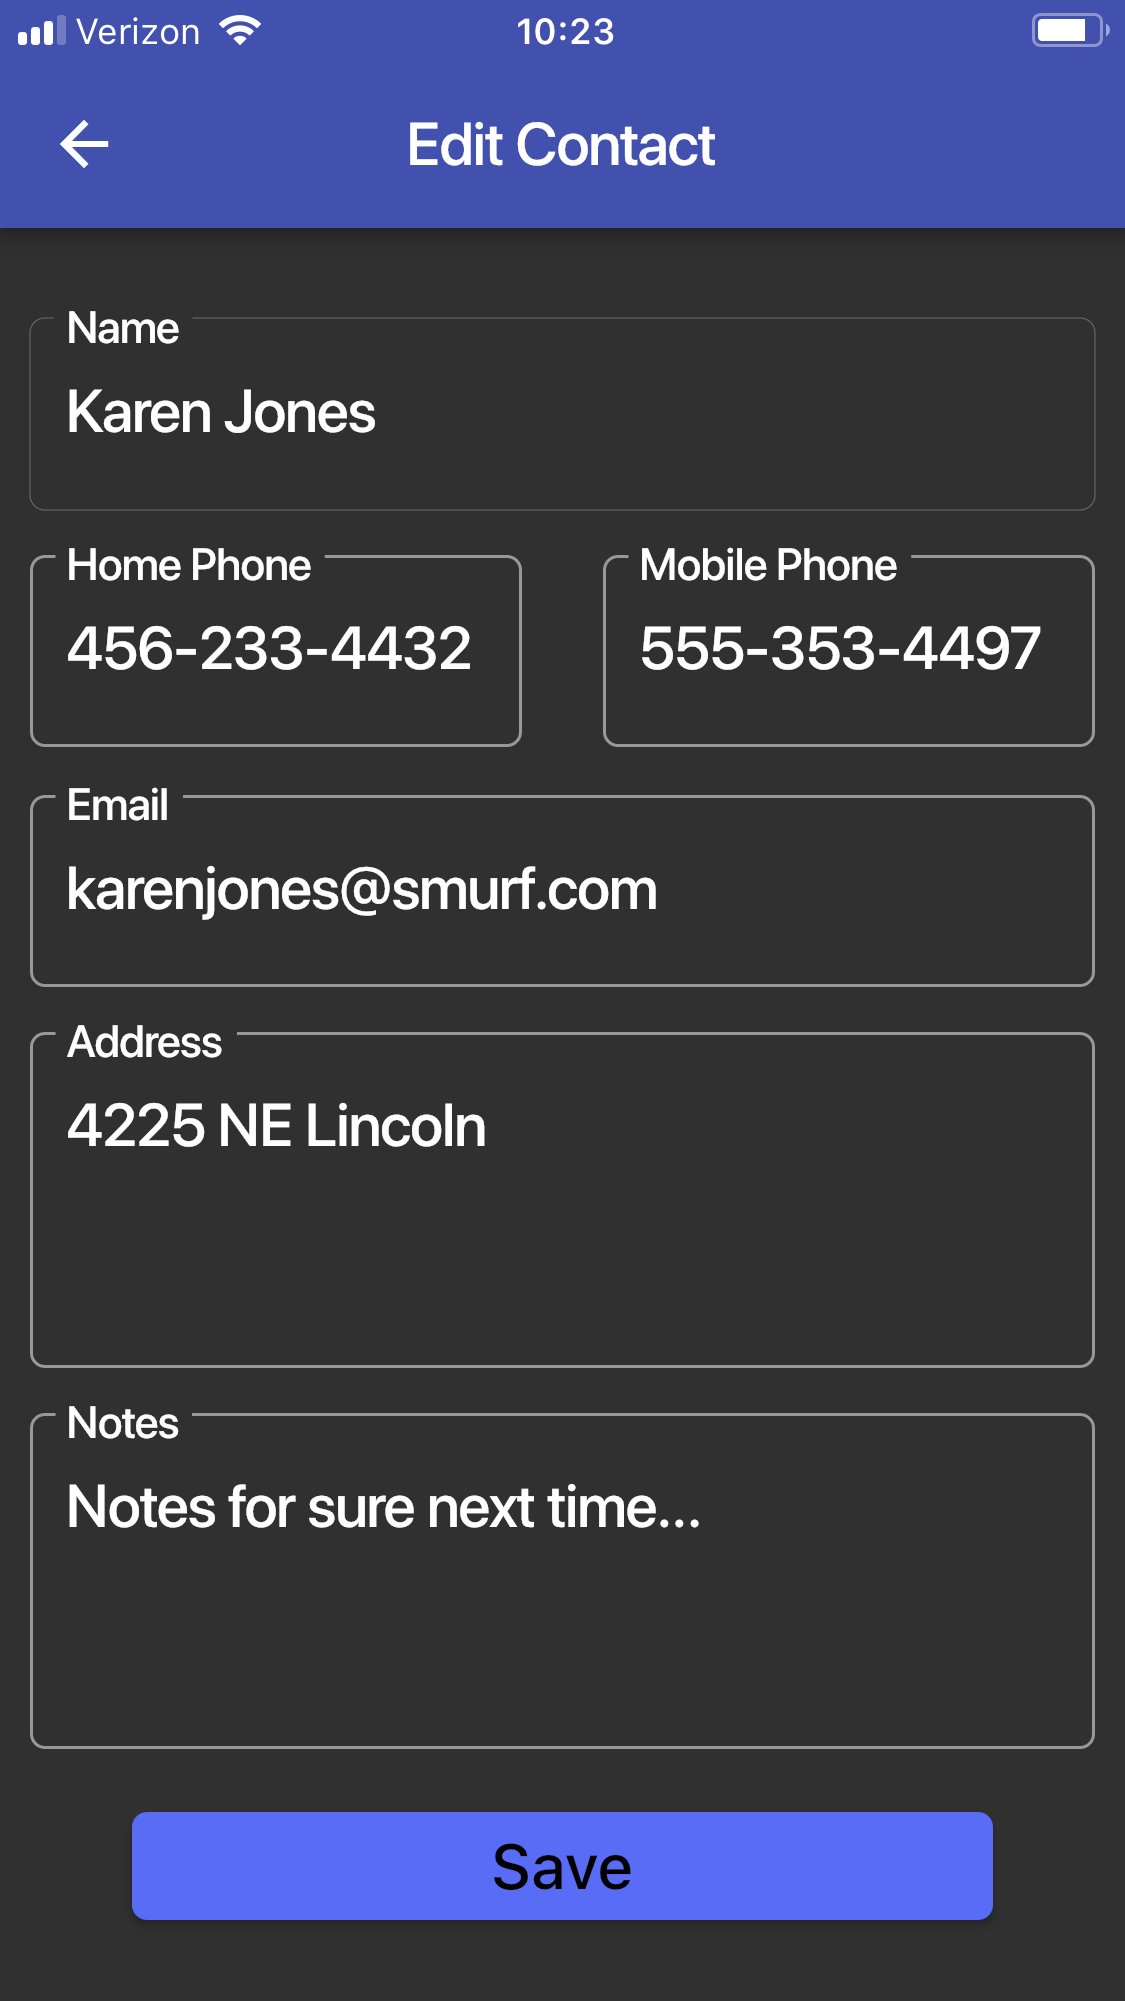 Verizon 10:23
Edit Contact
Name
Karen Jones
Home Phone Mobile Phone
456-233-4432 555-353-4497
Email
karenjones@smurf.com
Address
4225 NE Lincoln
Notes
Notes for sure next time...
Save